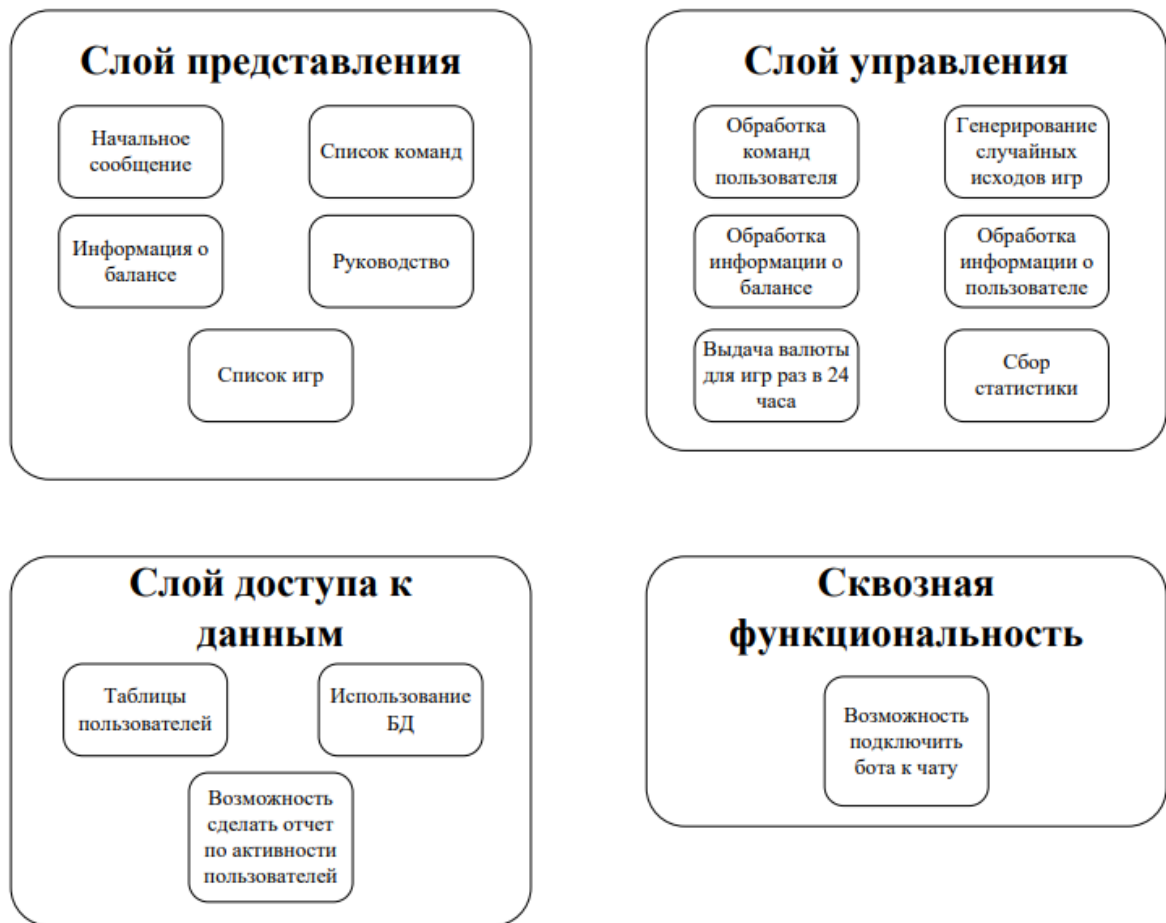 Слой представления
Начальное
сообщение
Список команд
Информация о
балансе
Руководство
Список игр
Слой управления
Обработка
команд
пользователя
Генерирование
случайных
исходов игр
Обработка
информации о
балансе
Обработка
информации о
пользователе
Выдача валюты
для игр раз в 24
часа
Сбор
статистики
Слой доступа к
данным
Таблицы
пользователей
Использование
БД
Возможность
сделать отчет
по активности
пользователей
Сквозная
функциональность
Возможность
подключить
бота к чату